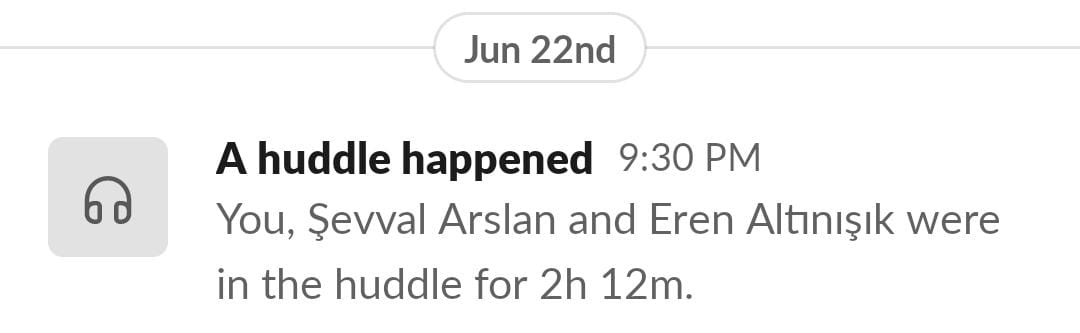 Jun 22nd
A huddle happened 9:30 PM
You, Şevval Arslan and Eren Altınışık were
in the huddle for 2h 12m.